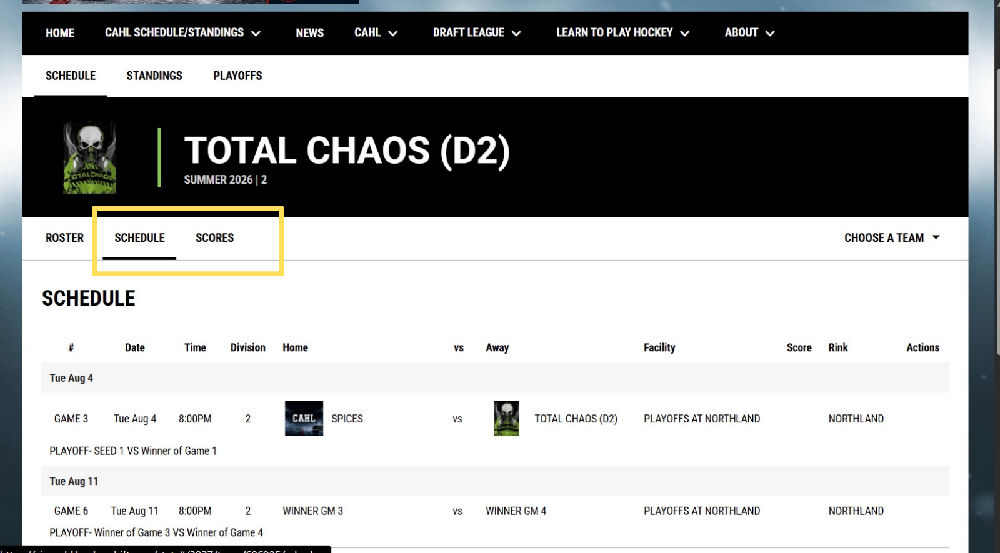 HOME CAHL SCHEDULE/STANDINGS NEWS CAHL DRAFT LEAGUE LEARN TO PLAY HOCKEY ABOUT
SCHEDULE STANDINGS PLAYOFFS
TOTAL CHAOS
TOTAL CHAOS (D2)
SUMMER 2026 | 2
ROSTER SCHEDULE SCORES CHOOSE A TEAM
SCHEDULE
# Date Time Division Home vs Away Facility Score Rink Actions
Tue Aug 4
GAME 3 Tue Aug 4 8:00PM 2 CAHL SPICES vs TOTAL CHAOS (D2) PLAYOFFS AT NORTHLAND NORTHLAND
PLAYOFF- SEED 1 VS Winner of Game 1
Tue Aug 11
GAME 6 Tue Aug 11 8:00PM 2 WINNER GM 3 vs WINNER GM 4 PLAYOFFS AT NORTHLAND NORTHLAND
PLAYOFF- Winner of Game 3 VS Winner of Game 4